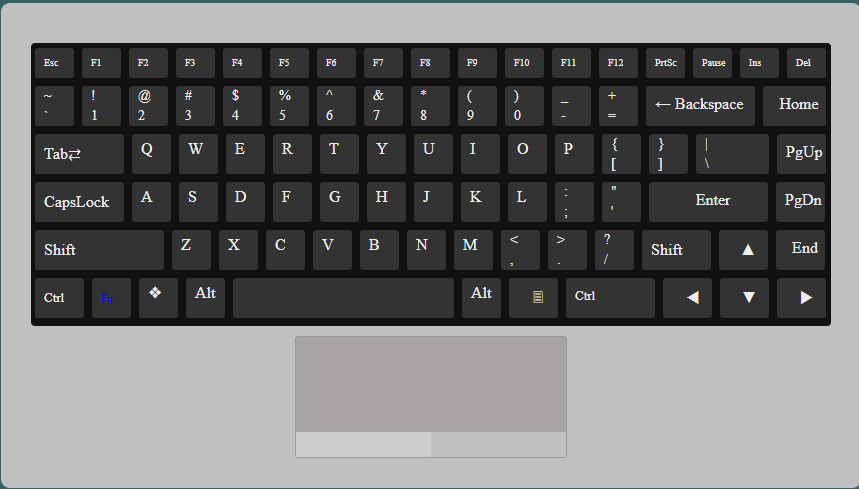 Esc F1 F2 F3 F4 F5 F6 F7 F8 F9 F10 F11 F12 PrtSc Pause Ins Del
~ ! @ # $ % ^ & * ( ) _ + ← Backspace Home
` 1 2 3 4 5 6 7 8 9 0 - =
Tab⇄ Q W E R T Y U I O P { } | PgUp
[ ] \
CapsLock A S D F G H J K L : " Enter PgDn
; '
Shift Z X C V B N M < > ? Shift ▲ End
, . /
Ctrl ❖ Alt Alt Ctrl ◀ ▼ ▶